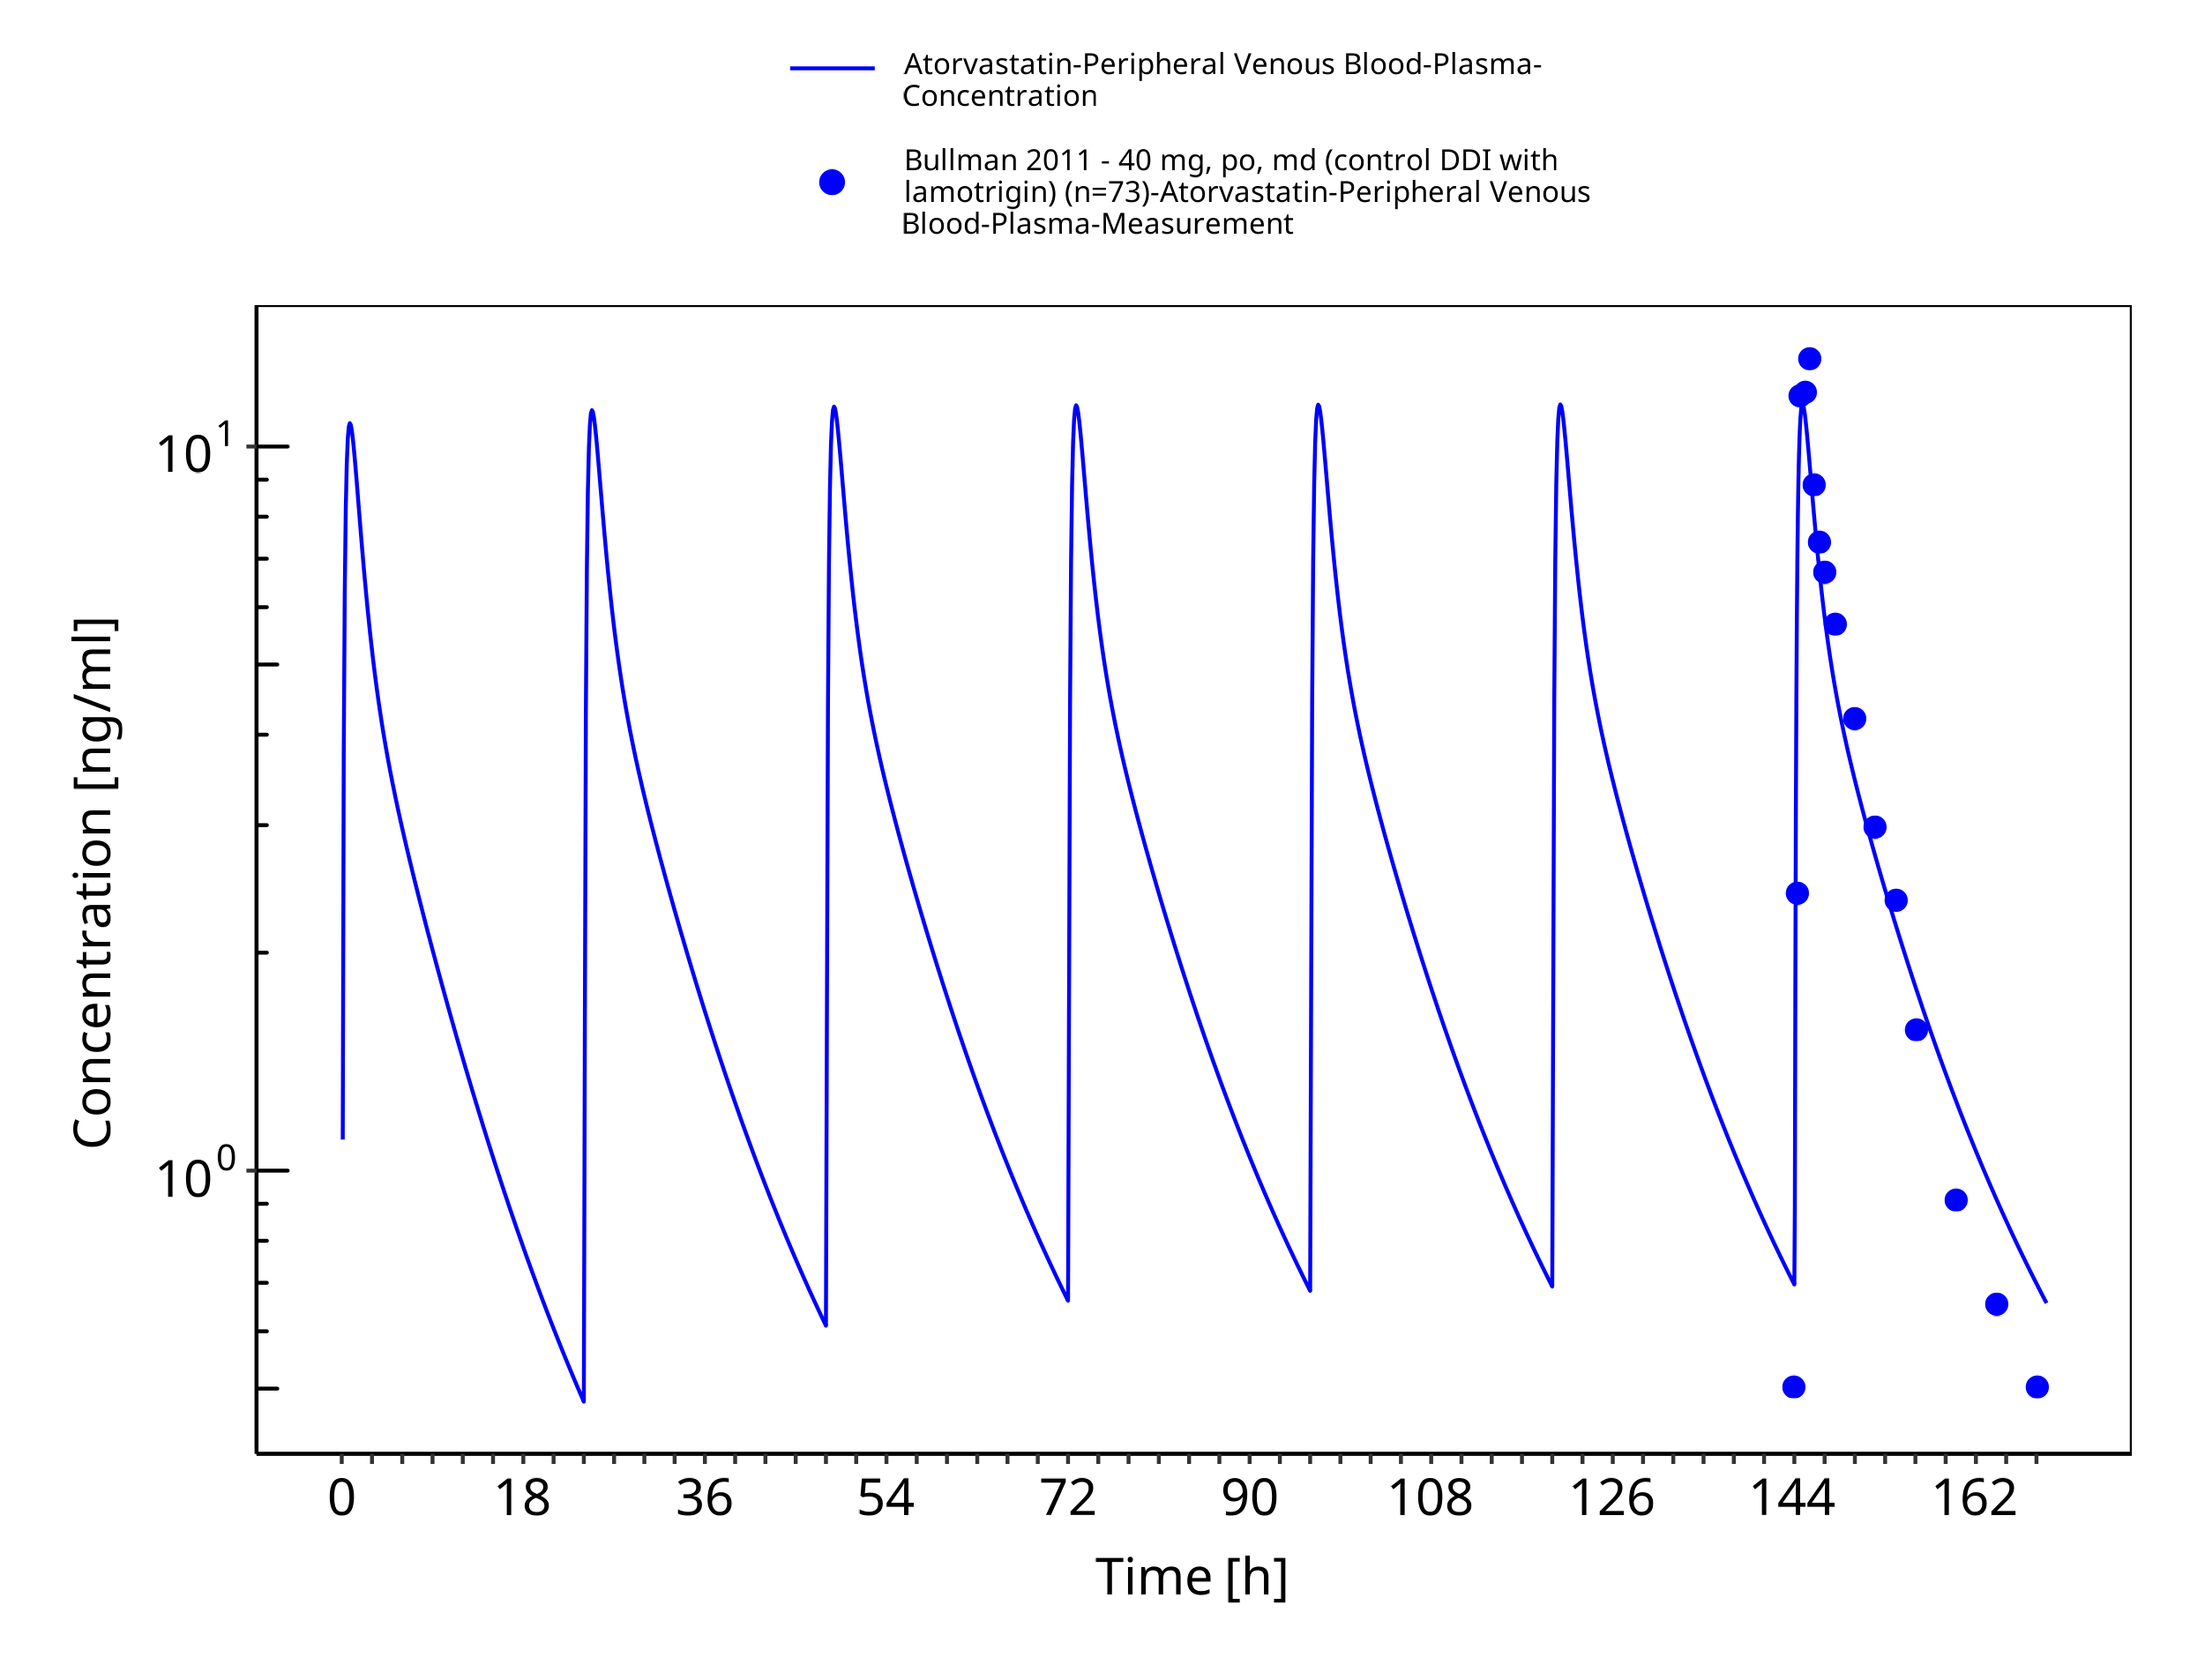 Atorvastatin-Peripheral Venous Blood-Plasma-
Concentration
Bullman 2011 - 40 mg, po, md (control DDI with
lamotrigin) (n=73)-Atorvastatin-Peripheral Venous
Blood-Plasma-Measurement
Concentration [ng/ml]
10^1
10^0
0 18 36 54 72 90 108 126 144 162
Time [h]